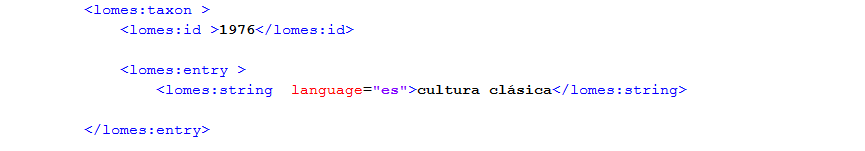 <lomes:taxon >
<lomes:id >1976</lomes:id>
<lomes:entry >
<lomes:string  language="es">cultura clásica</lomes:string>
</lomes:entry>